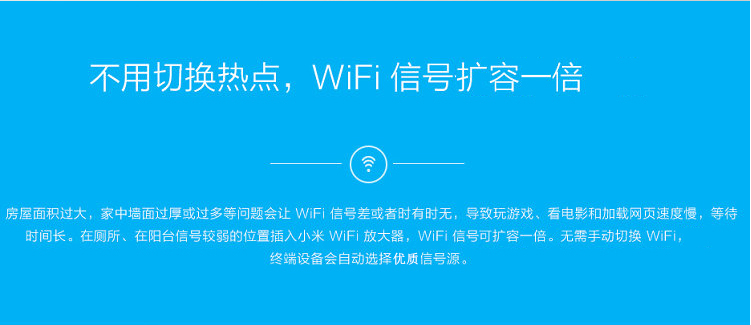 不用切换热点，WiFi 信号扩容一倍
房屋面积过大，家中墙面过厚或过多等问题会让 WiFi 信号差或者时有时无，导致玩游戏、看电影和加载网页速度慢，等待
时间长。在厕所、在阳台信号较弱的位置插入小米 WiFi 放大器，WiFi 信号可扩容一倍。无需手动切换 WiFi，
终端设备会自动选择优质信号源。